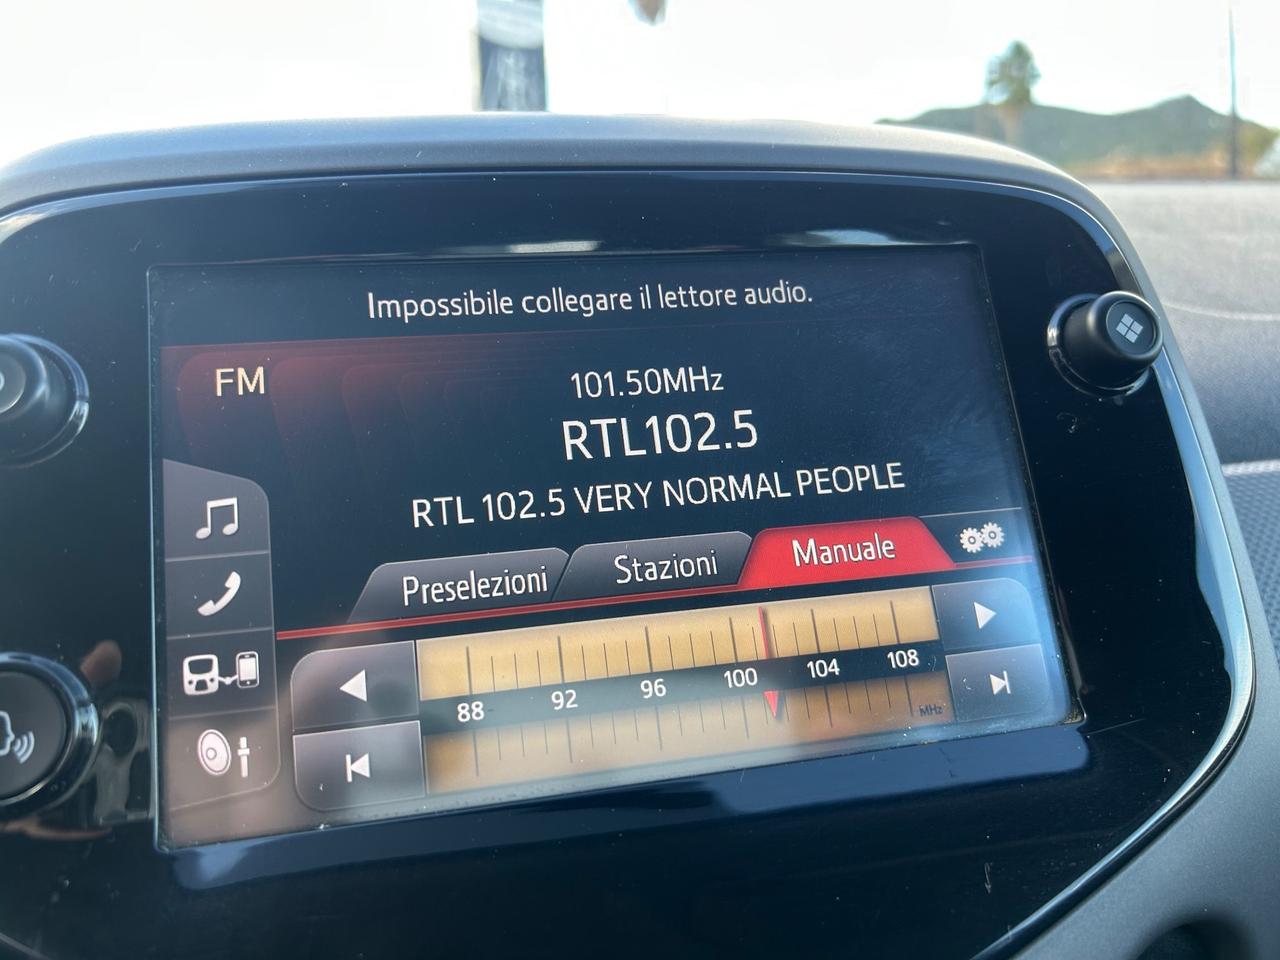 Impossibile collegare il lettore audio.
FM
101.50MHz
RTL102.5
RTL 102.5 VERY NORMAL PEOPLE
Preselezioni Stazioni Manuale
88 92 96 100 104 108
MHz